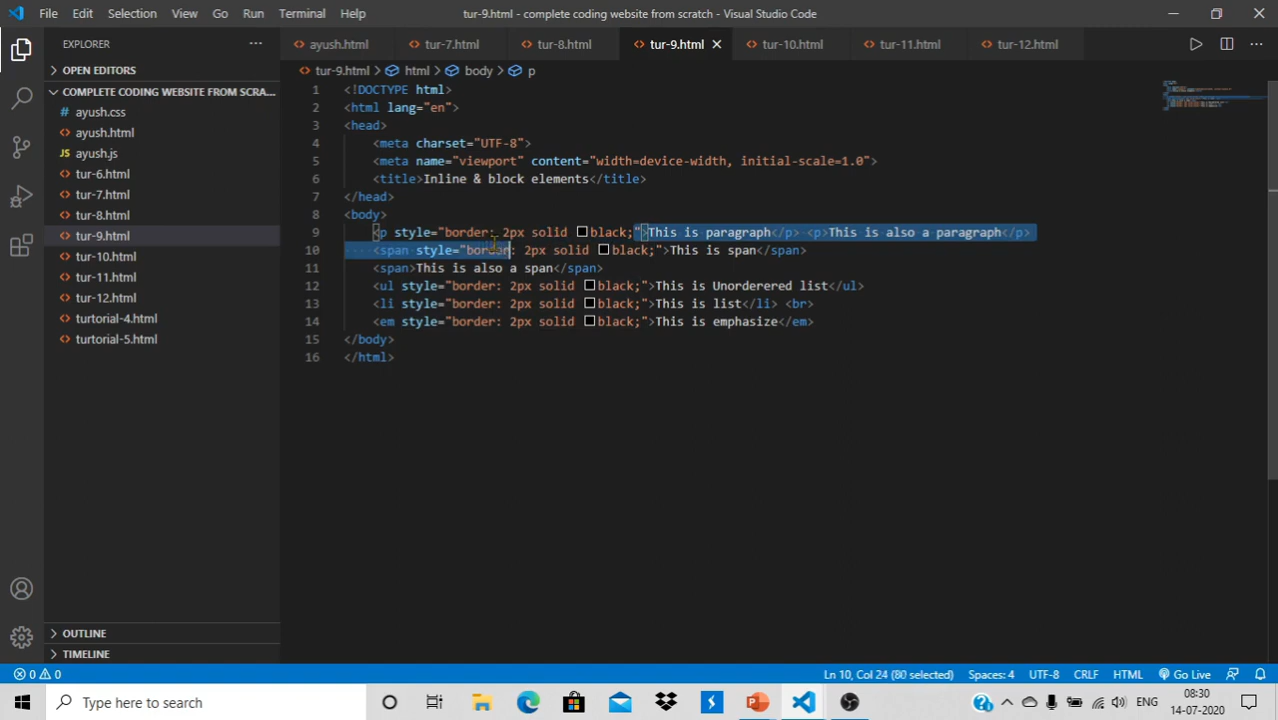 File Edit Selection View Go Run Terminal Help
tur-9.html - complete coding website from scratch - Visual Studio Code
EXPLORER
OPEN EDITORS
COMPLETE CODING WEBSITE FROM SCRA...
ayush.css
ayush.html
ayush.js
tur-6.html
tur-7.html
tur-8.html
tur-9.html
tur-10.html
tur-11.html
tur-12.html
turtorial-4.html
turtorial-5.html
OUTLINE
TIMELINE
ayush.html tur-7.html tur-8.html tur-9.html tur-10.html tur-11.html tur-12.html
tur-9.html > html > body > p
1 <!DOCTYPE html>
2 <html lang="en">
3 <head>
4 <meta charset="UTF-8">
5 <meta name="viewport" content="width=device-width, initial-scale=1.0">
6 <title>Inline & block elements</title>
7 </head>
8 <body>
9 <p style="border: 2px solid black;">This is paragraph</p> <p>This is also a paragraph</p>
10 <span style="border: 2px solid black;">This is span</span>
11 <span>This is also a span</span>
12 <ul style="border: 2px solid black;">This is Unorderered list</ul>
13 <li style="border: 2px solid black;">This is list</li> <br>
14 <em style="border: 2px solid black;">This is emphasize</em>
15 </body>
16 </html>
0 0 Ln 10, Col 24 (80 selected) Spaces: 4 UTF-8 CRLF HTML Go Live
Type here to search
ENG
08:30
14-07-2020